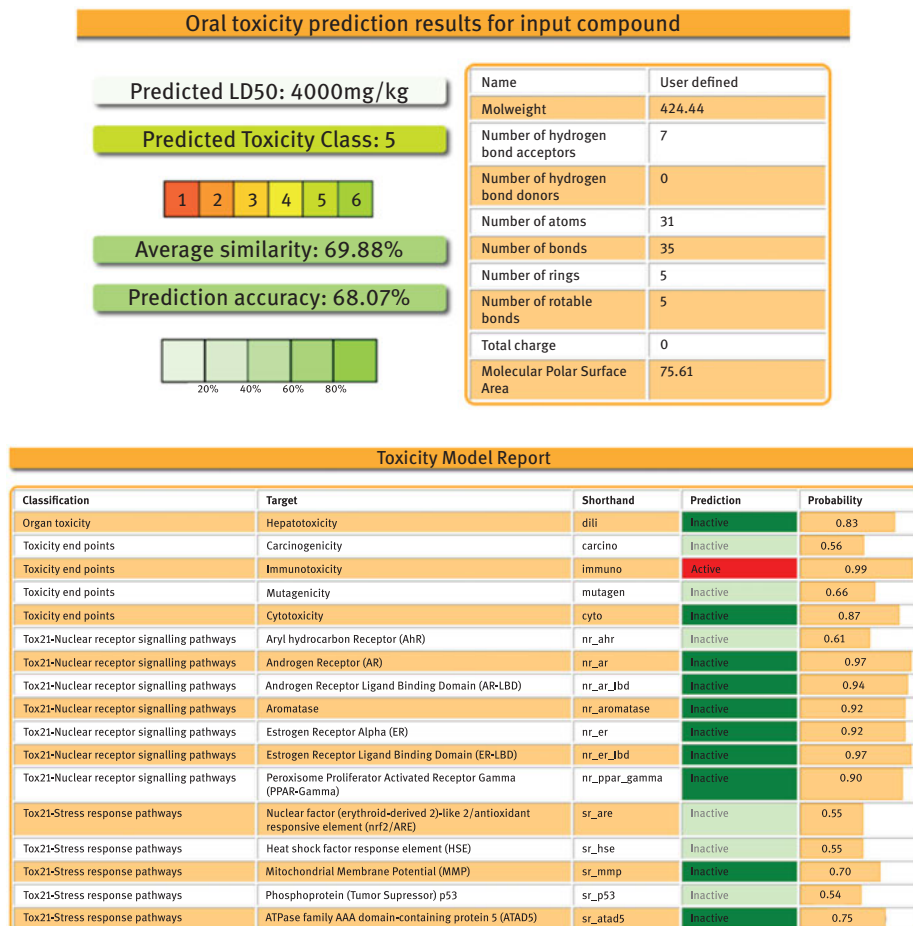 Oral toxicity prediction results for input compound
Predicted LD50: 4000mg/kg
Predicted Toxicity Class: 5
1 2 3 4 5 6
Average similarity: 69.88%
Prediction accuracy: 68.07%
20% 40% 60% 80%
Name User defined
Molweight 424.44
Number of hydrogen
bond acceptors 7
Number of hydrogen
bond donors 0
Number of atoms 31
Number of bonds 35
Number of rings 5
Number of rotable
bonds 5
Total charge 0
Molecular Polar Surface
Area 75.61
Toxicity Model Report
Classification Target Shorthand Prediction Probability
Organ toxicity Hepatotoxicity dili Inactive 0.83
Toxicity end points Carcinogenicity carcino Inactive 0.56
Toxicity end points Immunotoxicity immuno Active 0.99
Toxicity end points Mutagenicity mutagen Inactive 0.66
Toxicity end points Cytotoxicity cyto Inactive 0.87
Tox21-Nuclear receptor signalling pathways Aryl hydrocarbon Receptor (AhR) nr_ahr Inactive 0.61
Tox21-Nuclear receptor signalling pathways Androgen Receptor (AR) nr_ar Inactive 0.97
Tox21-Nuclear receptor signalling pathways Androgen Receptor Ligand Binding Domain (AR-LBD) nr_ar_lbd Inactive 0.94
Tox21-Nuclear receptor signalling pathways Aromatase nr_aromatase Inactive 0.92
Tox21-Nuclear receptor signalling pathways Estrogen Receptor Alpha (ER) nr_er Inactive 0.92
Tox21-Nuclear receptor signalling pathways Estrogen Receptor Ligand Binding Domain (ER-LBD) nr_er_lbd Inactive 0.97
Tox21-Nuclear receptor signalling pathways Peroxisome Proliferator Activated Receptor Gamma nr_ppar_gamma Inactive 0.90
(PPAR-Gamma)
Tox21-Stress response pathways Nuclear factor (erythroid-derived 2)-like 2/antioxidant sr_are Inactive 0.55
responsive element (nrf2/ARE)
Tox21-Stress response pathways Heat shock factor response element (HSE) sr_hse Inactive 0.55
Tox21-Stress response pathways Mitochondrial Membrane Potential (MMP) sr_mmp Inactive 0.70
Tox21-Stress response pathways Phosphoprotein (Tumor Supressor) p53 sr_p53 Inactive 0.54
Tox21-Stress response pathways ATPase family AAA domain-containing protein 5 (ATAD5) sr_atad5 Inactive 0.75